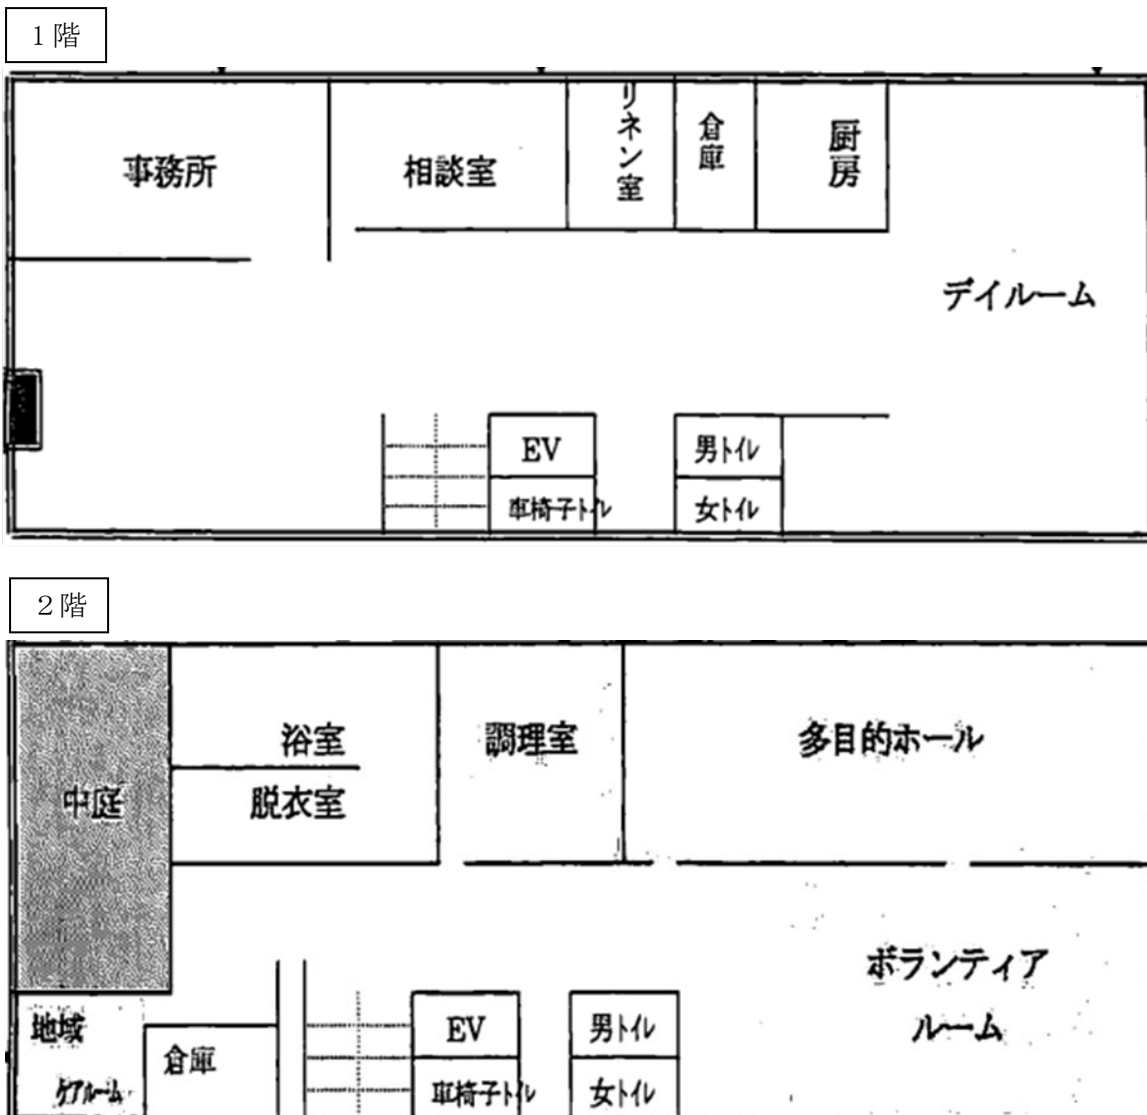 １階
事務所
相談室
リネン室
倉庫
厨房
デイルーム
EV
男トイレ
車椅子トイレ
女トイレ
２階
浴室
調理室
多目的ホール
中庭
脱衣室
ボランティア
ルーム
地域
ケアルーム
倉庫
EV
男トイレ
車椅子トイレ
女トイレ